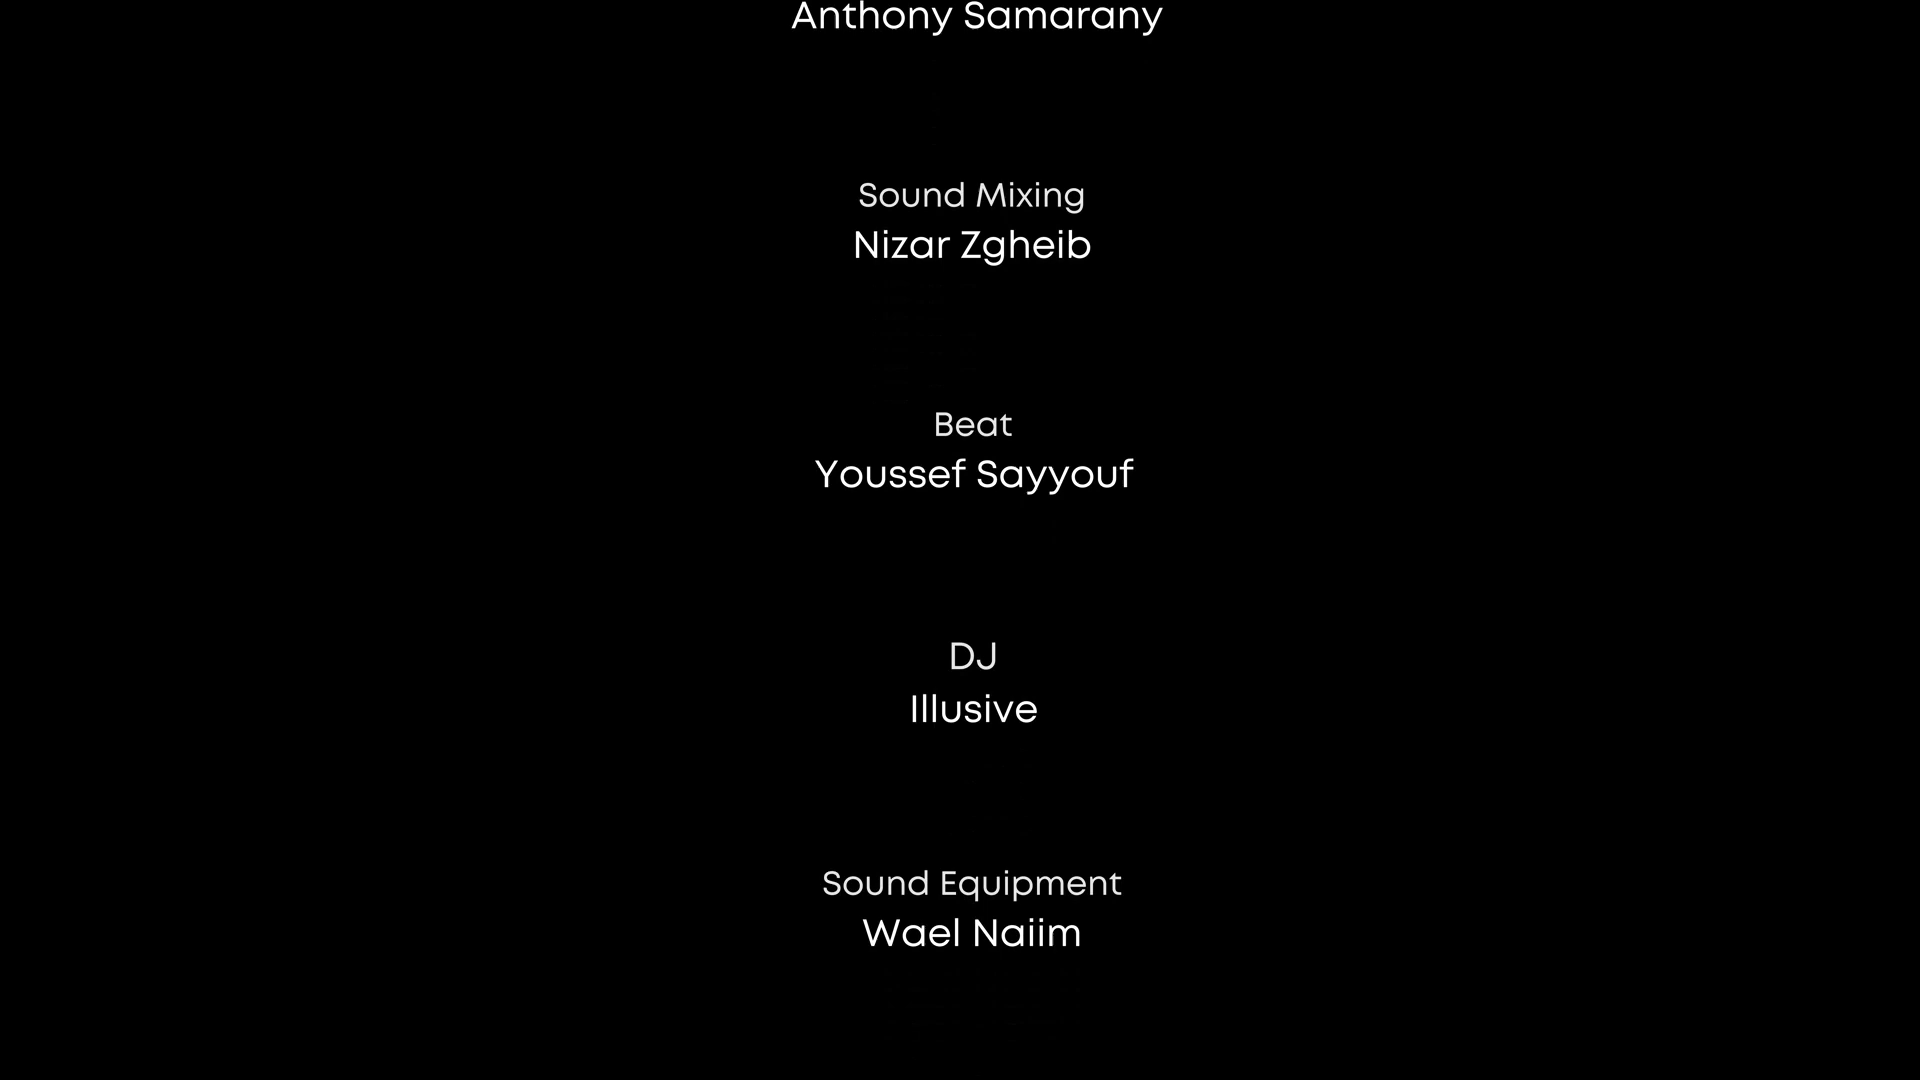 Anthony Samarany
Sound Mixing
Nizar Zgheib
Beat
Youssef Sayyouf
DJ
Illusive
Sound Equipment
Wael Naiim